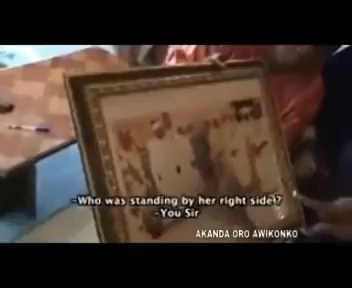 -Who was standing by her right side?
-You Sir
AKANDA ORO AWIKONKO